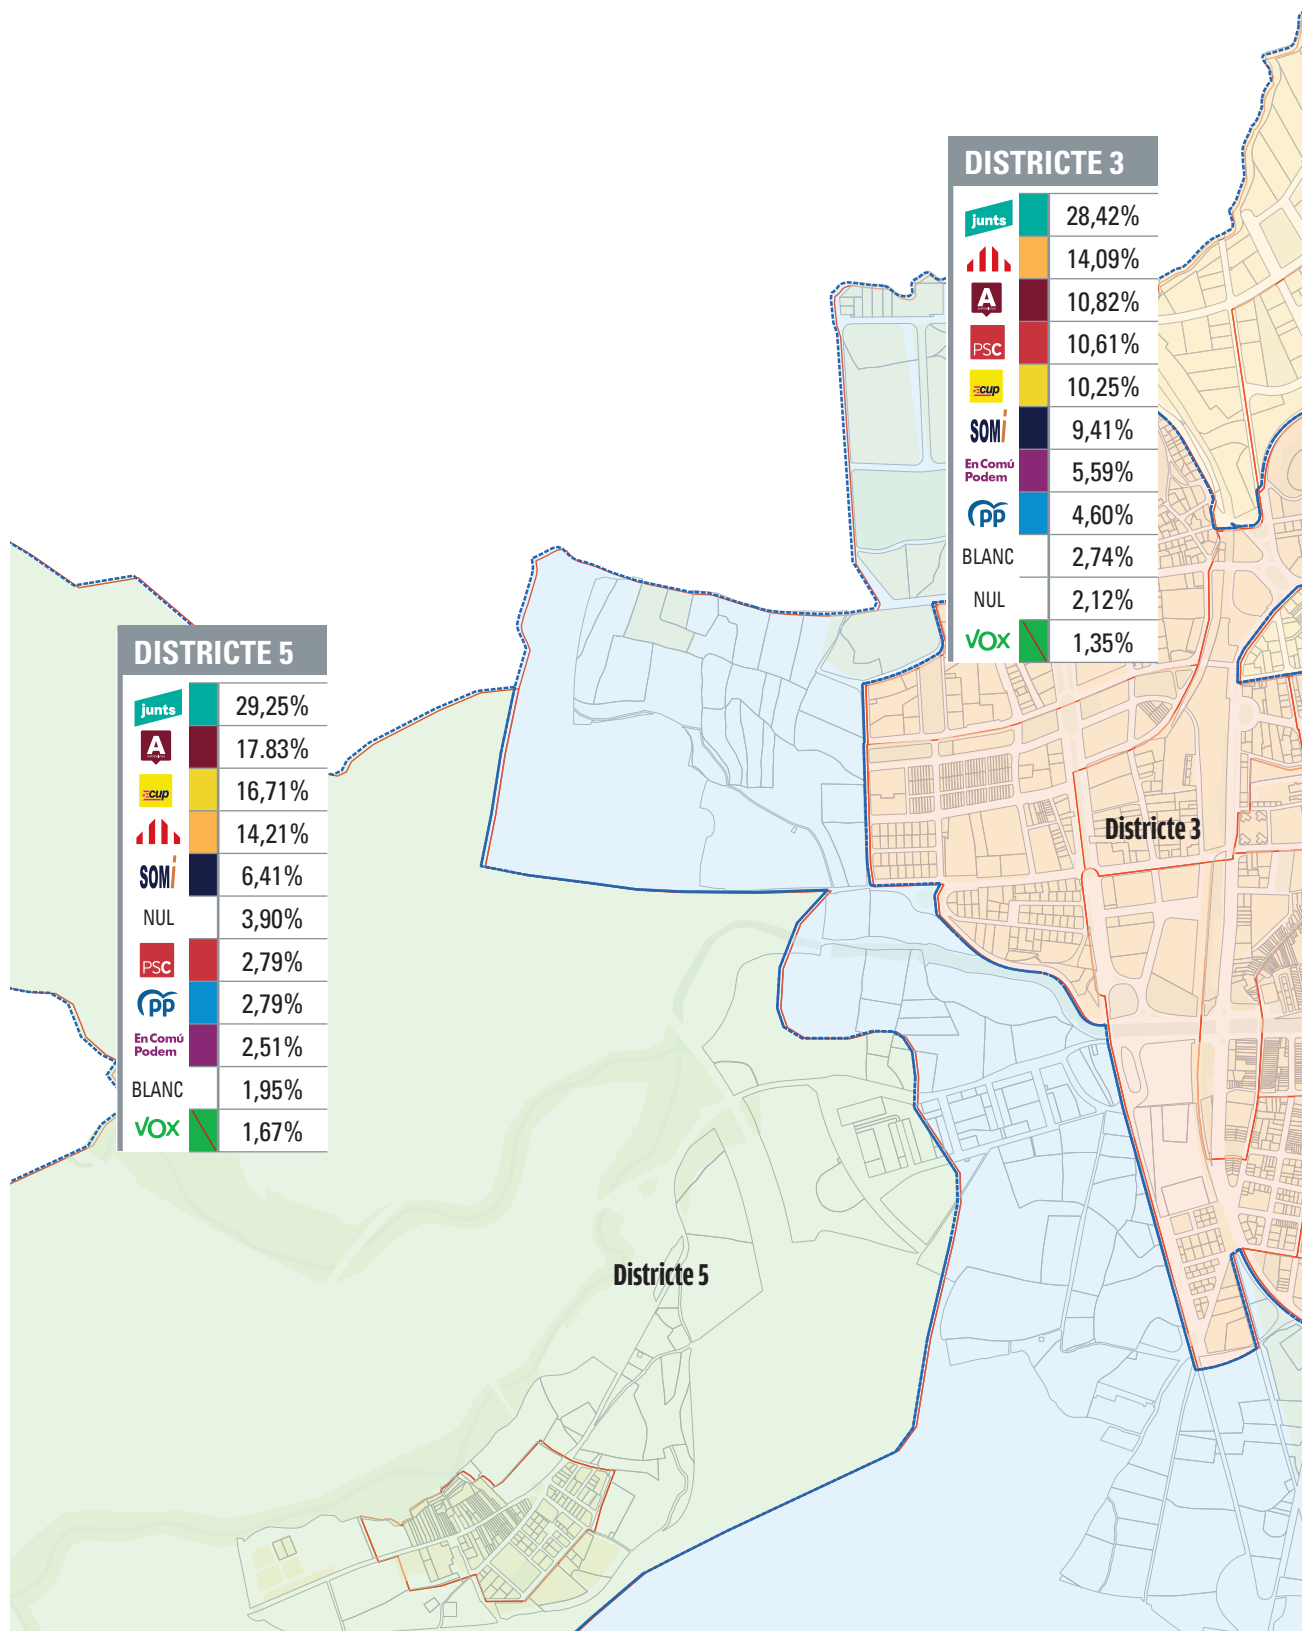 DISTRICTE 3
junts 28,42%
14,09%
A 10,82%
PSC 10,61%
cup 10,25%
SOMi 9,41%
En Comú
Podem 5,59%
pp 4,60%
BLANC 2,74%
NUL 2,12%
VOX 1,35%
DISTRICTE 5
junts 29,25%
A 17.83%
cup 16,71%
14,21%
SOMi 6,41%
NUL 3,90%
PSC 2,79%
pp 2,79%
En Comú
Podem 2,51%
BLANC 1,95%
VOX 1,67%
Districte 3
Districte 5